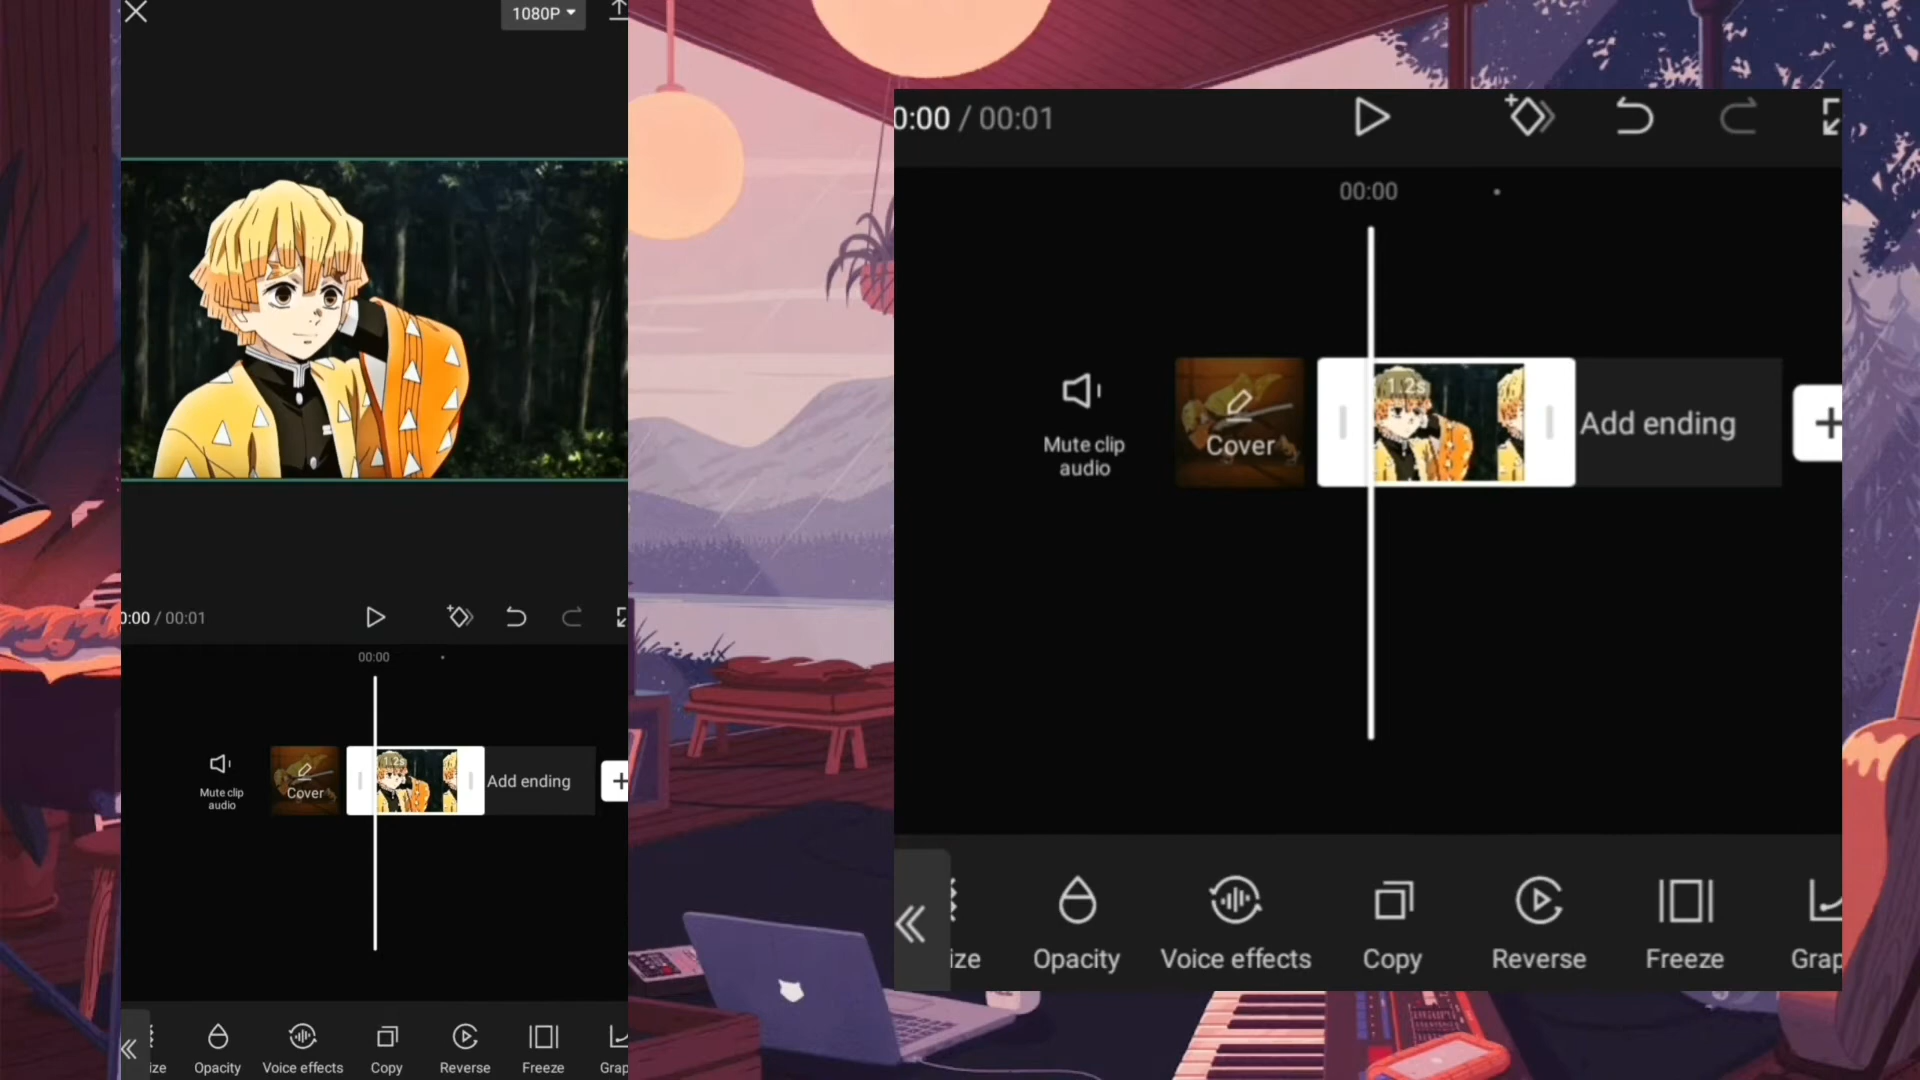 1080P
0:00 / 00:01
00:00
1.2s
Mute clip
audio
Cover
Add ending
ize
Opacity
Voice effects
Copy
Reverse
Freeze
Grap
0:00 / 00:01
00:00
1.2s
Mute clip
audio
Cover
Add ending
ize
Opacity
Voice effects
Copy
Reverse
Freeze
Grap